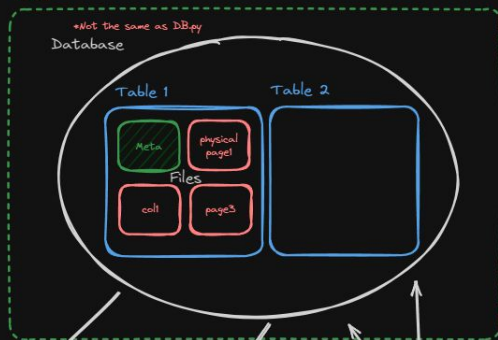 *Not the same as DB.py
Database
Table 1
Table 2
Meta
physical
page1
Files
col1
page3